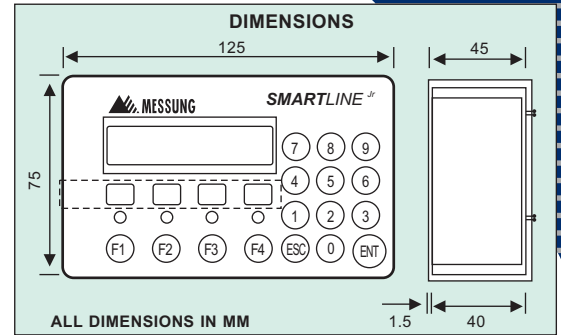 DIMENSIONS
125
45
MESSUNG SMARTLINE Jr
75
7 8 9
4 5 6
1 2 3
F1 F2 F3 F4 ESC 0 ENT
ALL DIMENSIONS IN MM
1.5 40